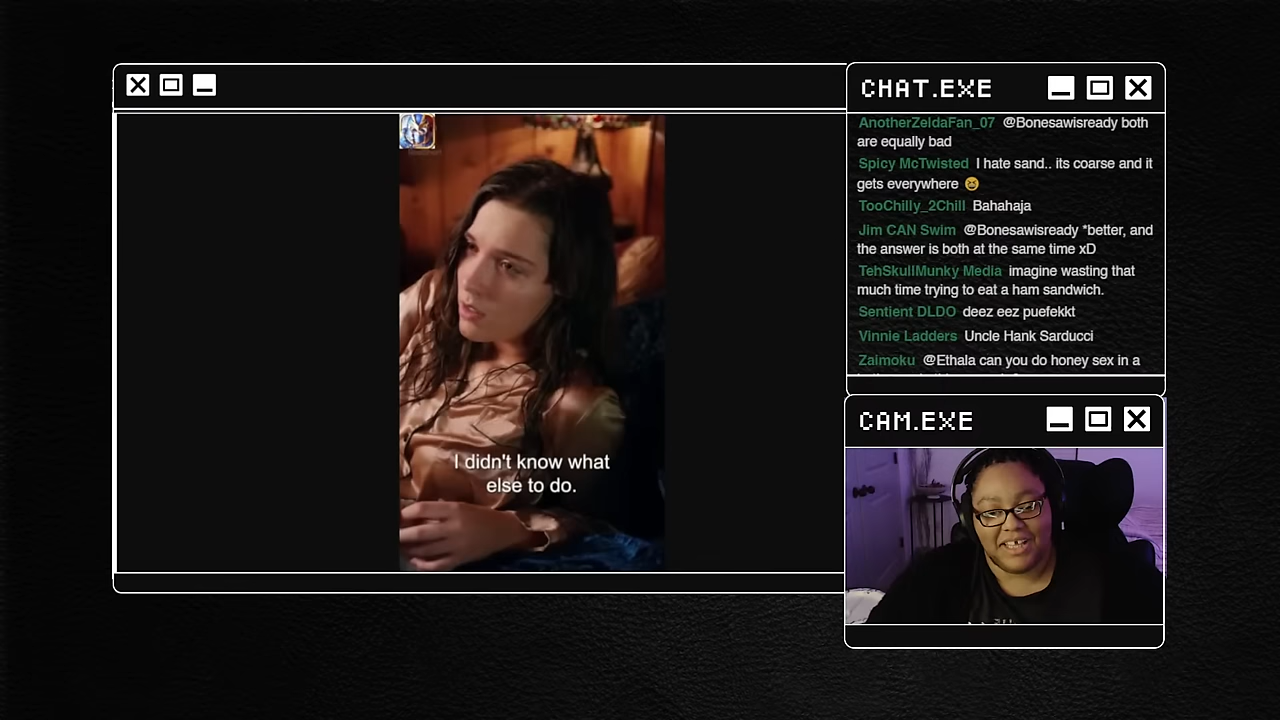 CHAT.EXE
AnotherZeldaFan_07 @Bonesawisready both
are equally bad
Spicy McTwisted I hate sand.. its coarse and it
gets everywhere 😆
TooChilly_2Chill Bahahaja
Jim CAN Swim @Bonesawisready *better, and
the answer is both at the same time xD
TehSkullMunky Media imagine wasting that
much time trying to eat a ham sandwich.
Sentient DLDO deez eez puefekkt
Vinnie Ladders Uncle Hank Sarducci
Zaimoku @Ethala can you do honey sex in a
CAM.EXE
I didn't know what
else to do.